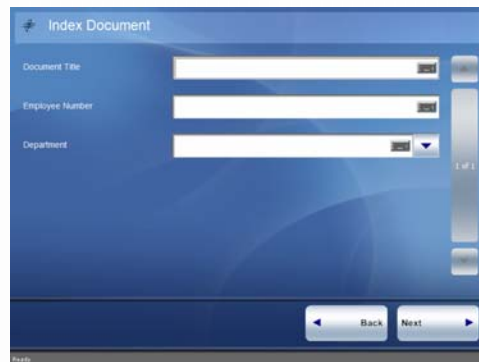 Index Document
Document Title
Employee Number
Department
1 of 1
Back
Next
Ready